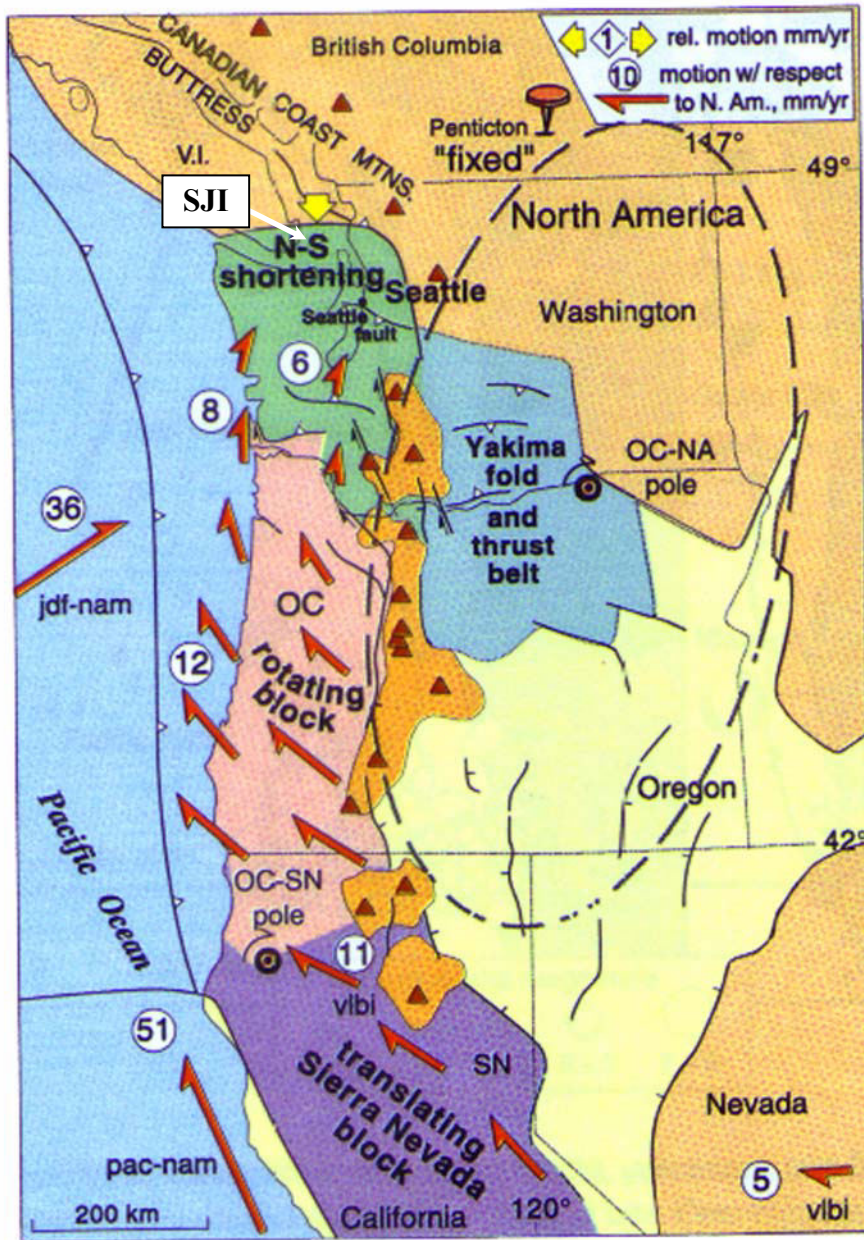 CANADIAN COAST MTNS.
BUTTRESS
British Columbia
1
rel. motion mm/yr
10
motion w/ respect
to N. Am., mm/yr
Penticton
"fixed"
117°
49°
V.I.
SJI
North America
N-S
shortening
Seattle
Seattle
fault
Washington
6
8
Yakima
fold
and
thrust
belt
OC-NA
pole
36
jdf-nam
OC
rotating
block
12
Oregon
Pacific
Ocean
42°
OC-SN
pole
11
vlbi
51
translating
Sierra Nevada
block
SN
pac-nam
Nevada
5
vlbi
120°
200 km
California